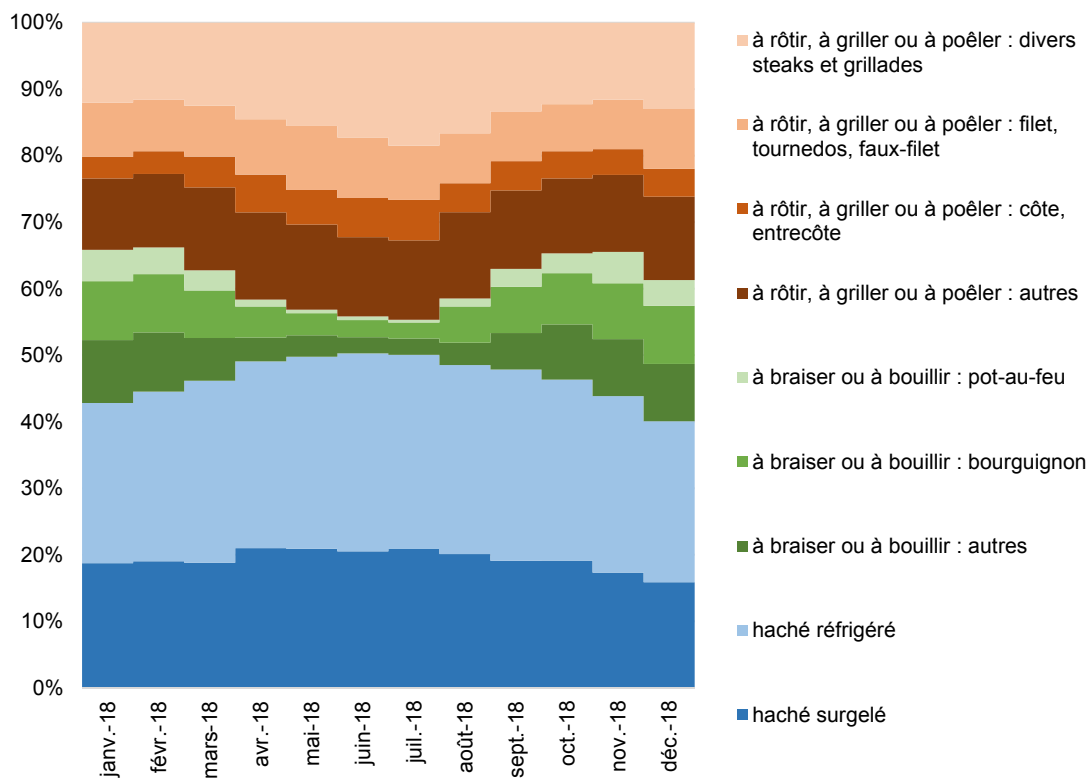 100%
90%
80%
70%
60%
50%
40%
30%
20%
10%
0%
janv.-18
févr.-18
mars-18
avr.-18
mai-18
juin-18
juil.-18
août-18
sept.-18
oct.-18
nov.-18
déc.-18
à rôtir, à griller ou à poêler : divers
steaks et grillades
à rôtir, à griller ou à poêler : filet,
tournedos, faux-filet
à rôtir, à griller ou à poêler : côte,
entrecôte
à rôtir, à griller ou à poêler : autres
à braiser ou à bouillir : pot-au-feu
à braiser ou à bouillir : bourguignon
à braiser ou à bouillir : autres
haché réfrigéré
haché surgelé